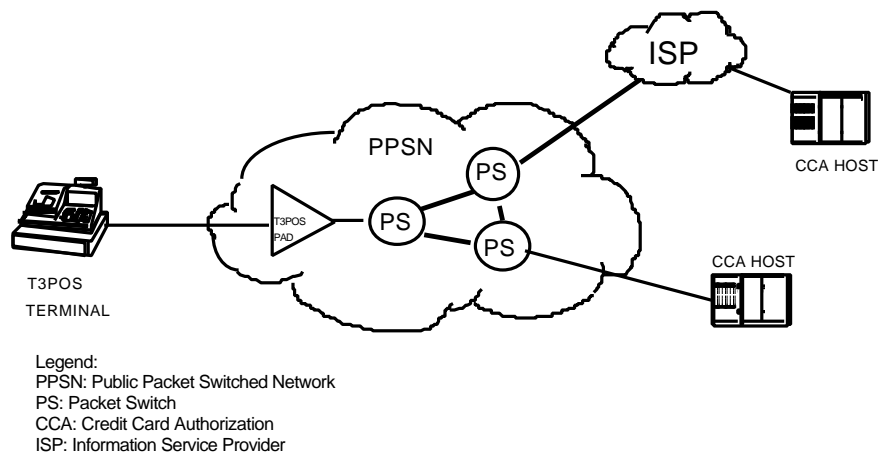 ISP
CCA HOST
PPSN
PS
T3POS
PAD
PS
PS
CCA HOST
T3POS
TERMINAL
Legend:
PPSN: Public Packet Switched Network
PS: Packet Switch
CCA: Credit Card Authorization
ISP: Information Service Provider